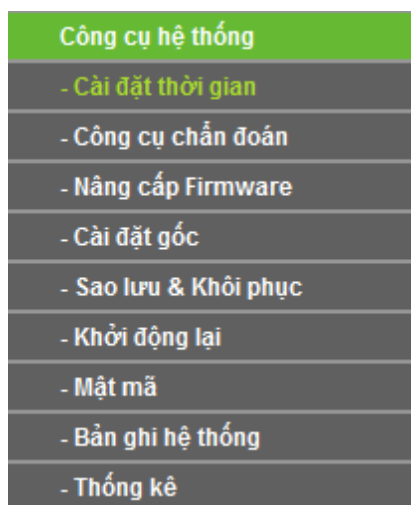 Công cụ hệ thống
- Cài đặt thời gian
- Công cụ chẩn đoán
- Nâng cấp Firmware
- Cài đặt gốc
- Sao lưu & Khôi phục
- Khởi động lại
- Mật mã
- Bản ghi hệ thống
- Thống kê